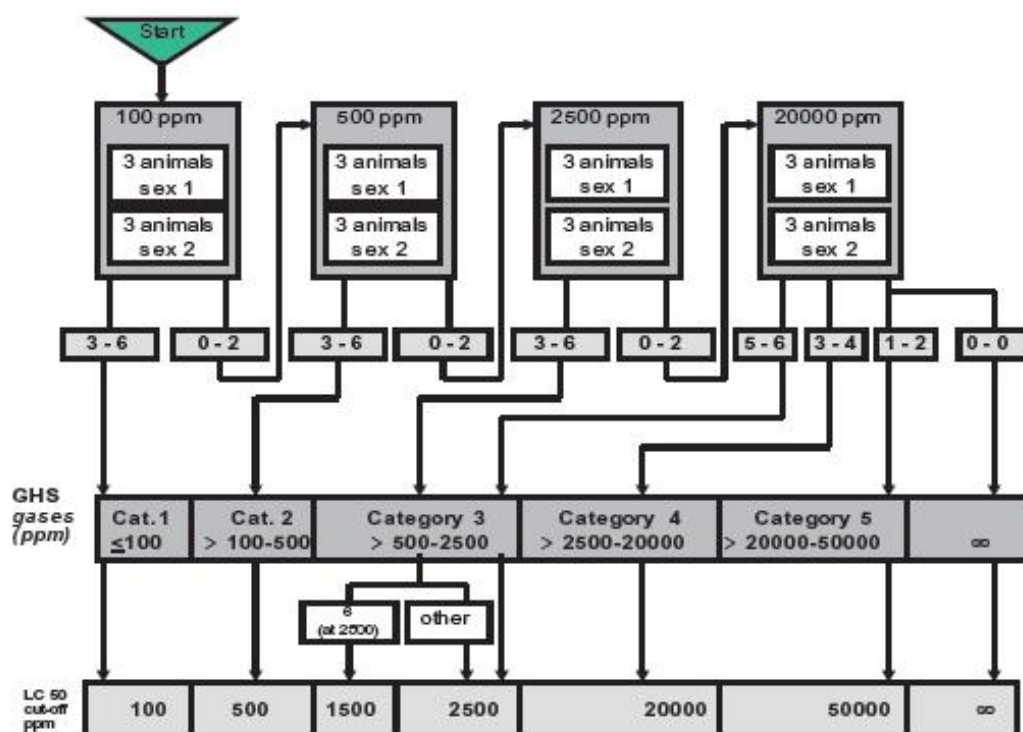 Start
100 ppm
500 ppm
2500 ppm
20000 ppm
3 animals
sex 1
3 animals
sex 1
3 animals
sex 1
3 animals
sex 1
3 animals
sex 2
3 animals
sex 2
3 animals
sex 2
3 animals
sex 2
3 - 6
0 - 2
3 - 6
0 - 2
3 - 6
0 - 2
5 - 6
3 - 4
1 - 2
0 - 0
GHS
gases
(ppm)
Cat.1
≤100
Cat. 2
> 100-500
Category 3
> 500-2500
Category 4
> 2500-20000
Category 5
> 20000-50000
∞
(at 2500)
other
LC 50
cut-off
ppm
100
500
1500
2500
20000
50000
∞